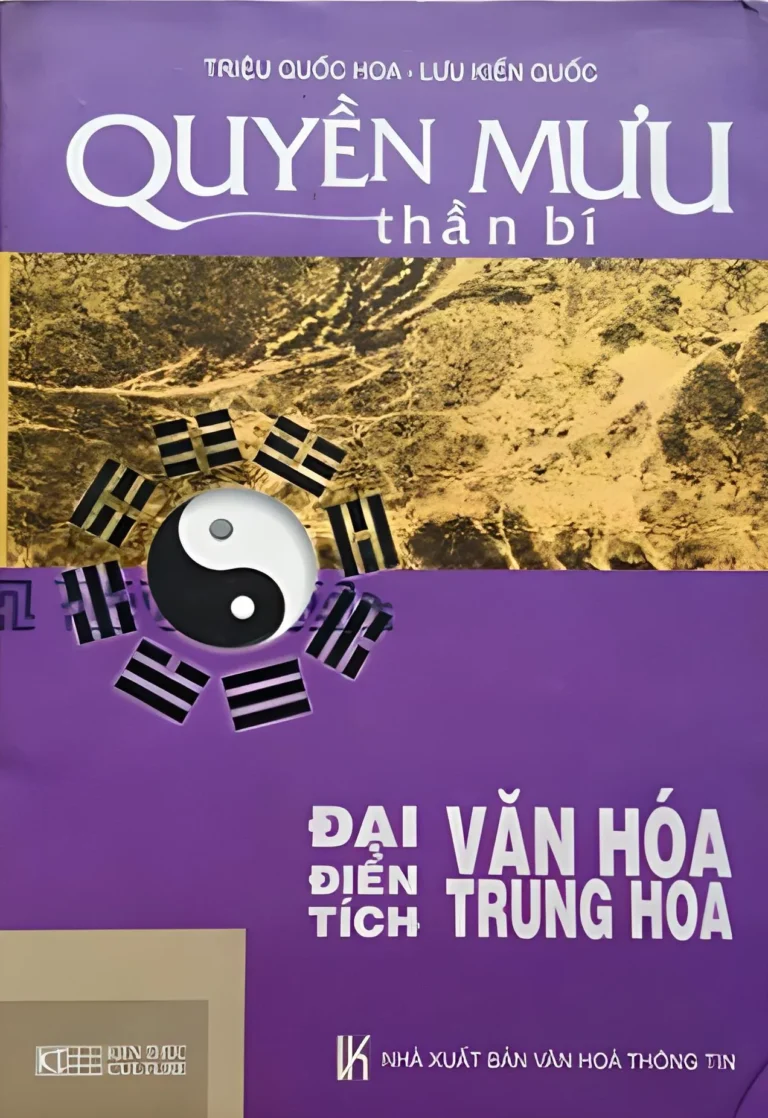 TRIỆU QUỐC HOA - LƯU KIẾN QUỐC
QUYỀN MƯU
thần bí
ĐẠI
ĐIỂN
TÍCH
VĂN HÓA
TRUNG HOA
NHÀ XUẤT BẢN VĂN HOÁ THÔNG TIN